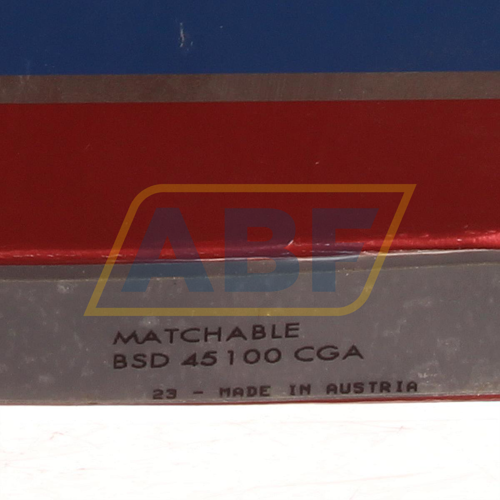 ABF
MATCHABLE
BSD 45100 CGA
23 - MADE IN AUSTRIA